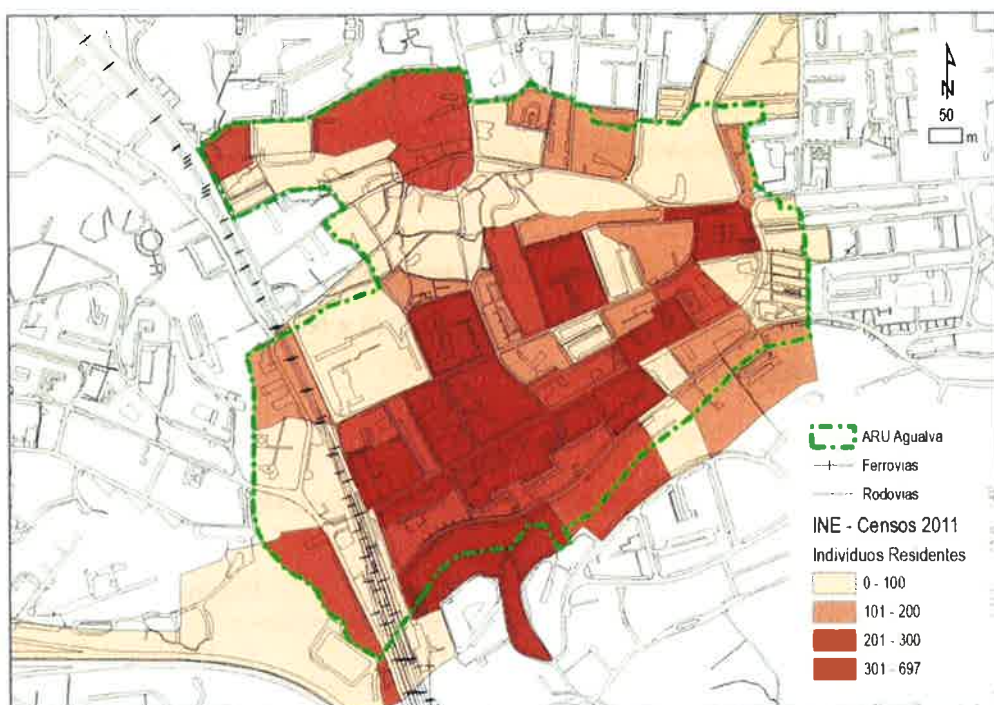 N
50
m
ARU Agualva
Ferrovias
Rodovias
INE - Censos 2011
Individuos Residentes
0 - 100
101 - 200
201 - 300
301 - 697